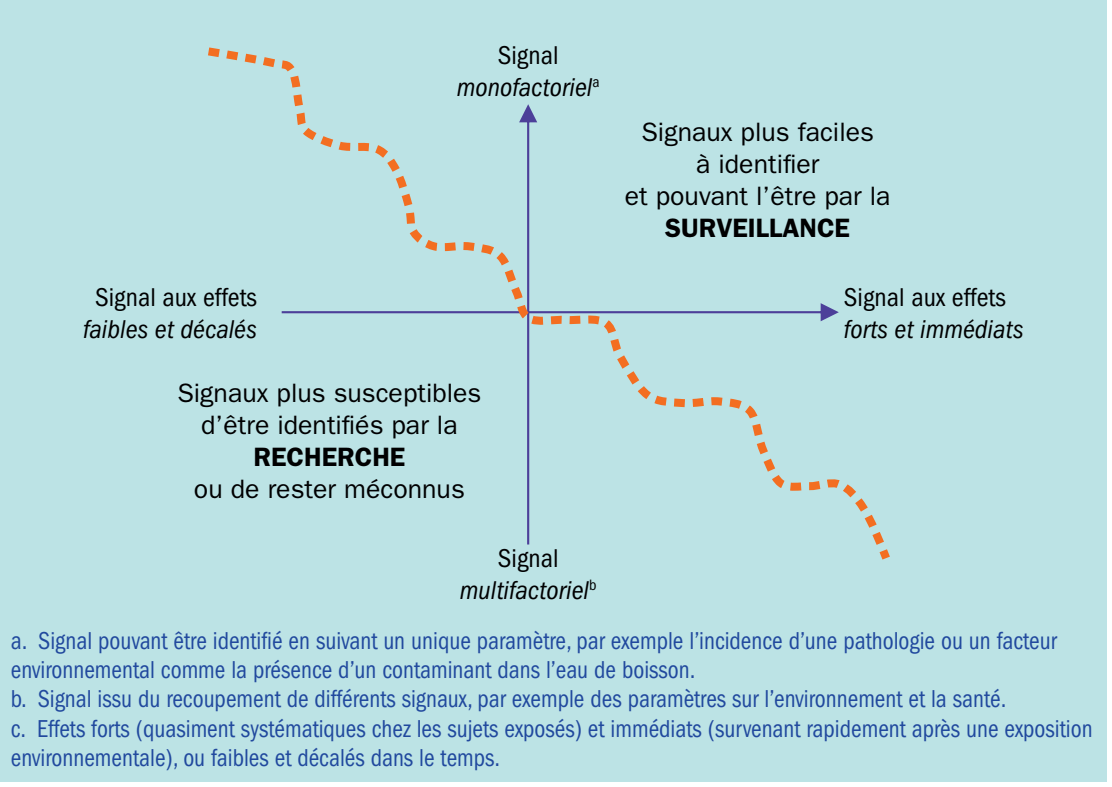 Signal
monofactorielᵃ
Signaux plus faciles
à identifier
et pouvant l’être par la
SURVEILLANCE
Signal aux effets
faibles et décalés
Signal aux effets
forts et immédiats
Signaux plus susceptibles
d’être identifiés par la
RECHERCHE
ou de rester méconnus
Signal
multifactorielᵇ
a. Signal pouvant être identifié en suivant un unique paramètre, par exemple l’incidence d’une pathologie ou un facteur
environnemental comme la présence d’un contaminant dans l’eau de boisson.
b. Signal issu du recoupement de différents signaux, par exemple des paramètres sur l’environnement et la santé.
c. Effets forts (quasiment systématiques chez les sujets exposés) et immédiats (survenant rapidement après une exposition
environnementale), ou faibles et décalés dans le temps.